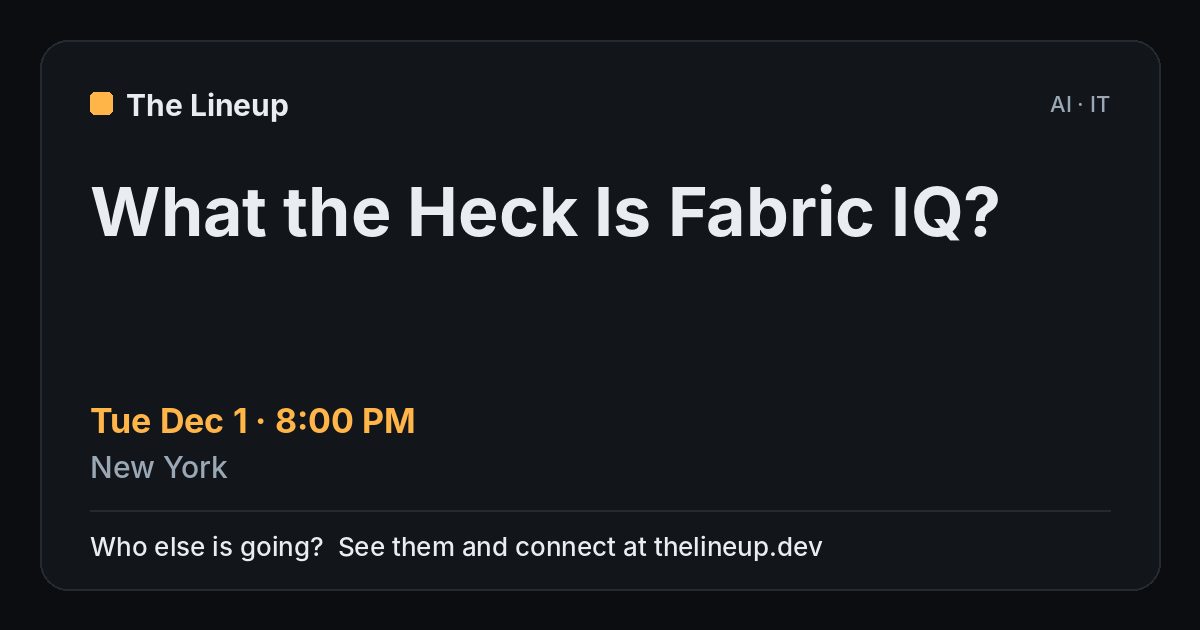 The Lineup
AI · IT
What the Heck Is Fabric IQ?
Tue Dec 1 · 8:00 PM
New York
Who else is going? See them and connect at thelineup.dev